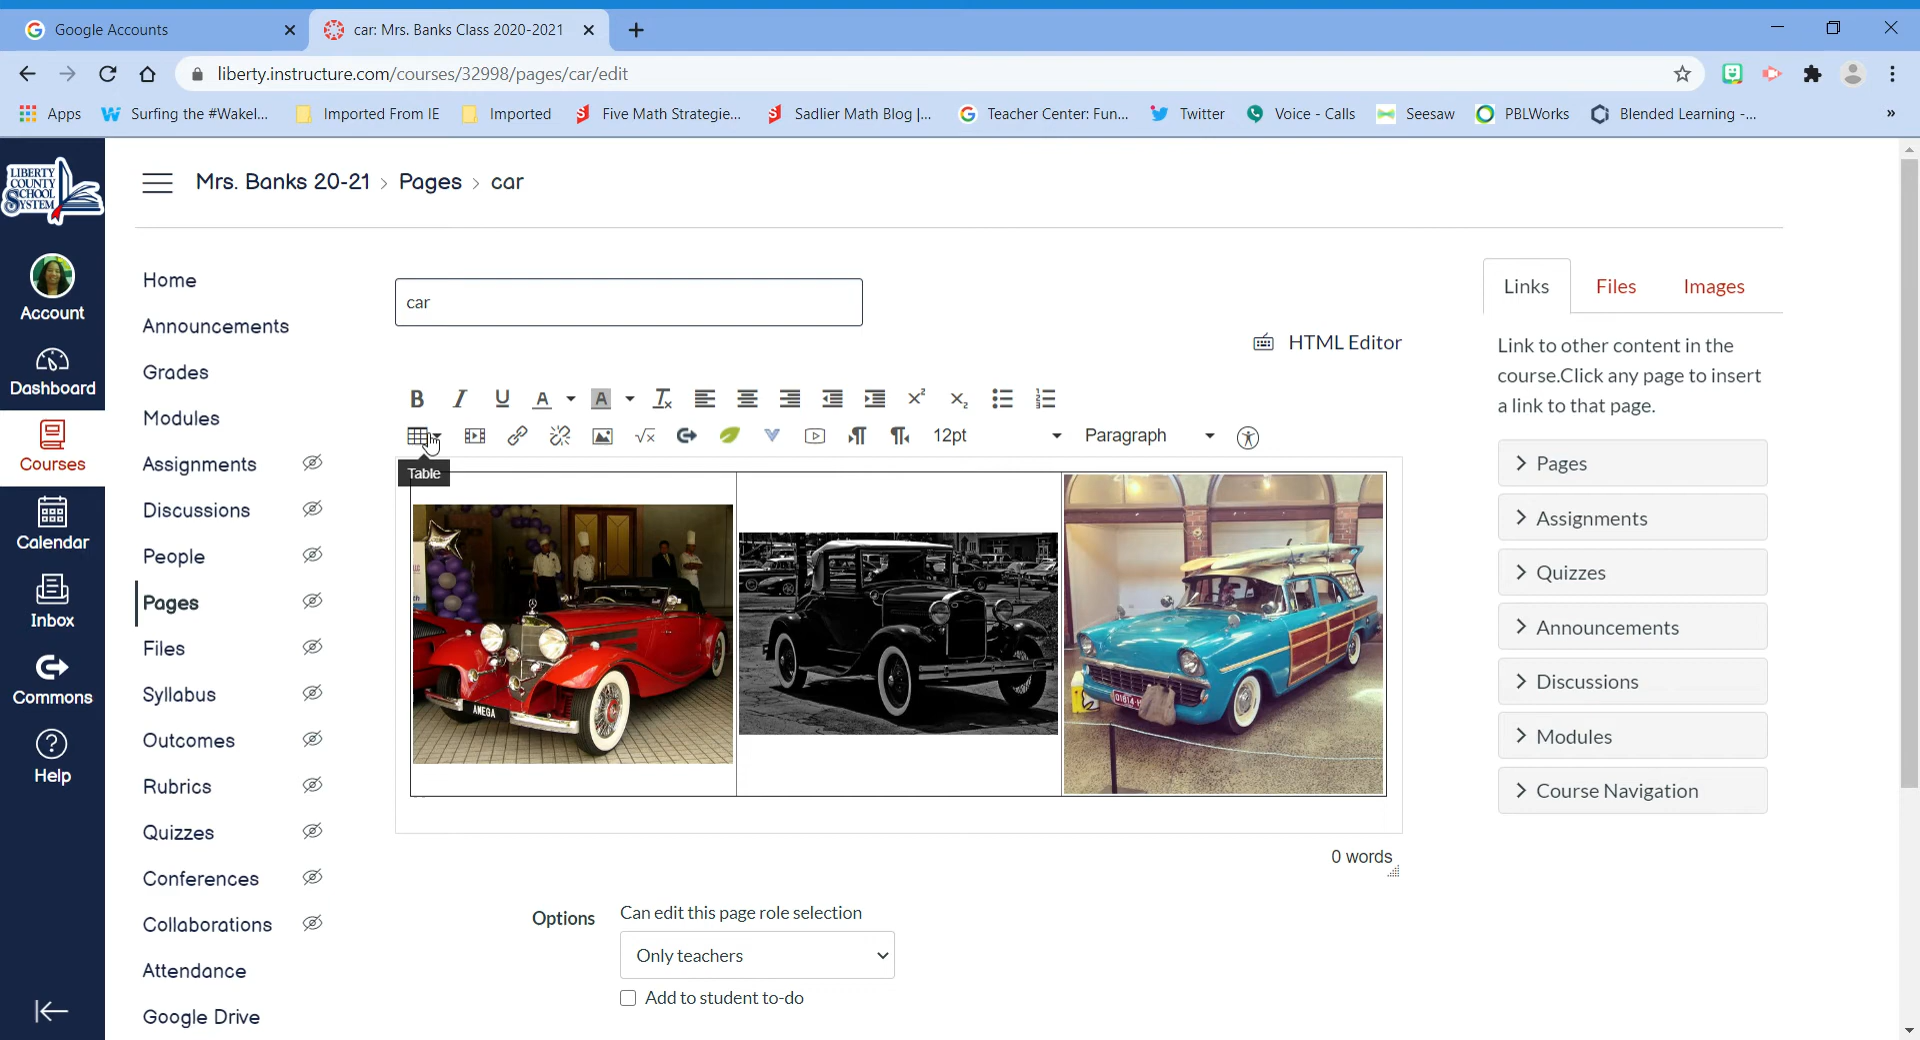 Google Accounts
car: Mrs. Banks Class 2020-2021
liberty.instructure.com/courses/32998/pages/car/edit
Apps
Surfing the #Wakel...
Imported From IE
Imported
Five Math Strategie...
Sadlier Math Blog |...
Teacher Center: Fun...
Twitter
Voice - Calls
Seesaw
PBLWorks
Blended Learning -...
»
LIBERTY
COUNTY
SCHOOL
SYSTEM
Account
Dashboard
Courses
Calendar
Inbox
Commons
Help
Mrs. Banks 20-21 > Pages > car
Home
Announcements
Grades
Modules
Assignments
Discussions
People
Pages
Files
Syllabus
Outcomes
Rubrics
Quizzes
Conferences
Collaborations
Attendance
Google Drive
car
HTML Editor
12pt
Paragraph
Table
ANEGA
0 words
Options
Can edit this page role selection
Only teachers
Add to student to-do
Links
Files
Images
Link to other content in the
course.Click any page to insert
a link to that page.
Pages
Assignments
Quizzes
Announcements
Discussions
Modules
Course Navigation